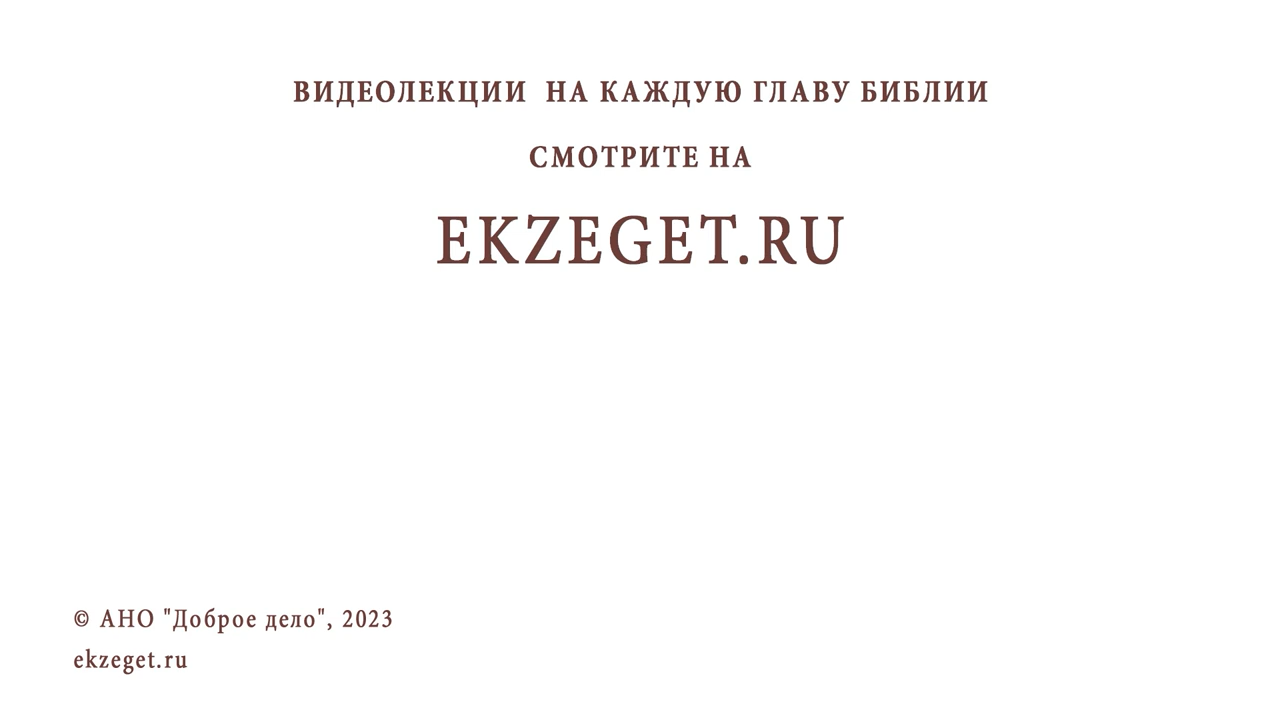 ВИДЕОЛЕКЦИИ НА КАЖДУЮ ГЛАВУ БИБЛИИ
СМОТРИТЕ НА
EKZEGET.RU
© АНО "Доброе дело", 2023
ekzeget.ru